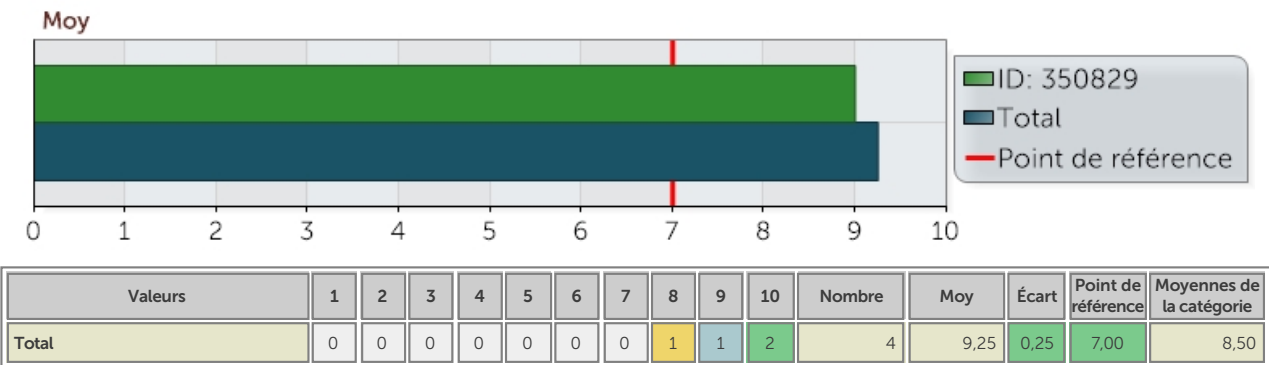 Moy
ID: 350829
Total
Point de référence
0 1 2 3 4 5 6 7 8 9 10
Valeurs 1 2 3 4 5 6 7 8 9 10 Nombre Moy Écart Point de référence Moyennes de la catégorie
Total 0 0 0 0 0 0 0 1 1 2 4 9,25 0,25 7,00 8,50